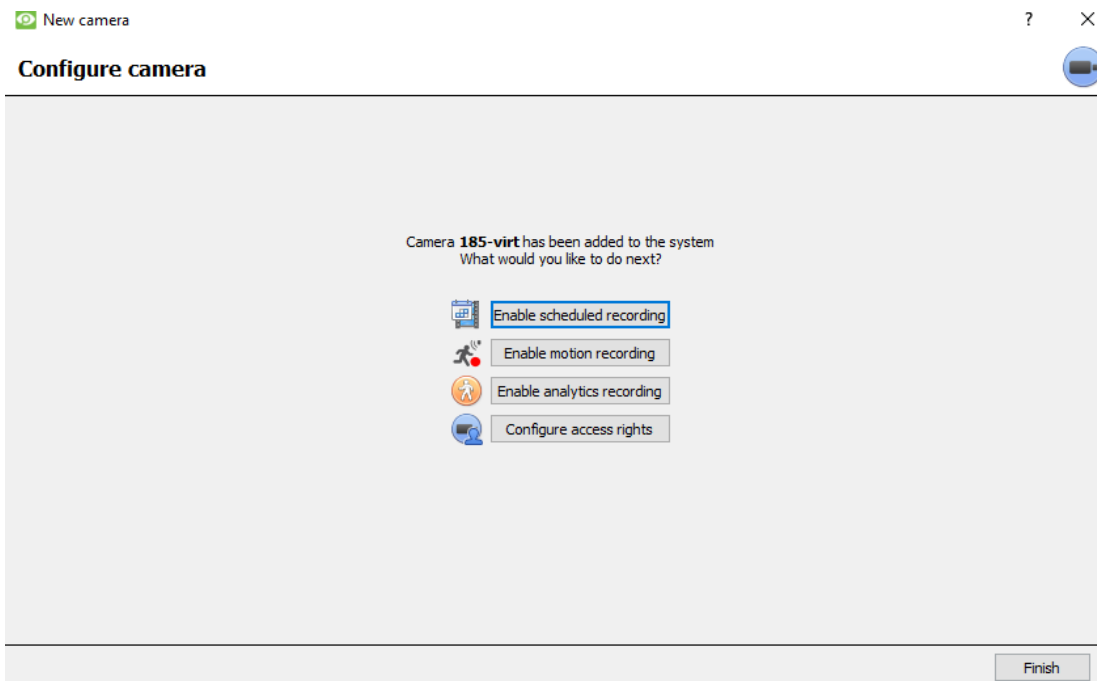 New camera
?
Configure camera
Camera 185-virt has been added to the system
What would you like to do next?
Enable scheduled recording
Enable motion recording
Enable analytics recording
Configure access rights
Finish